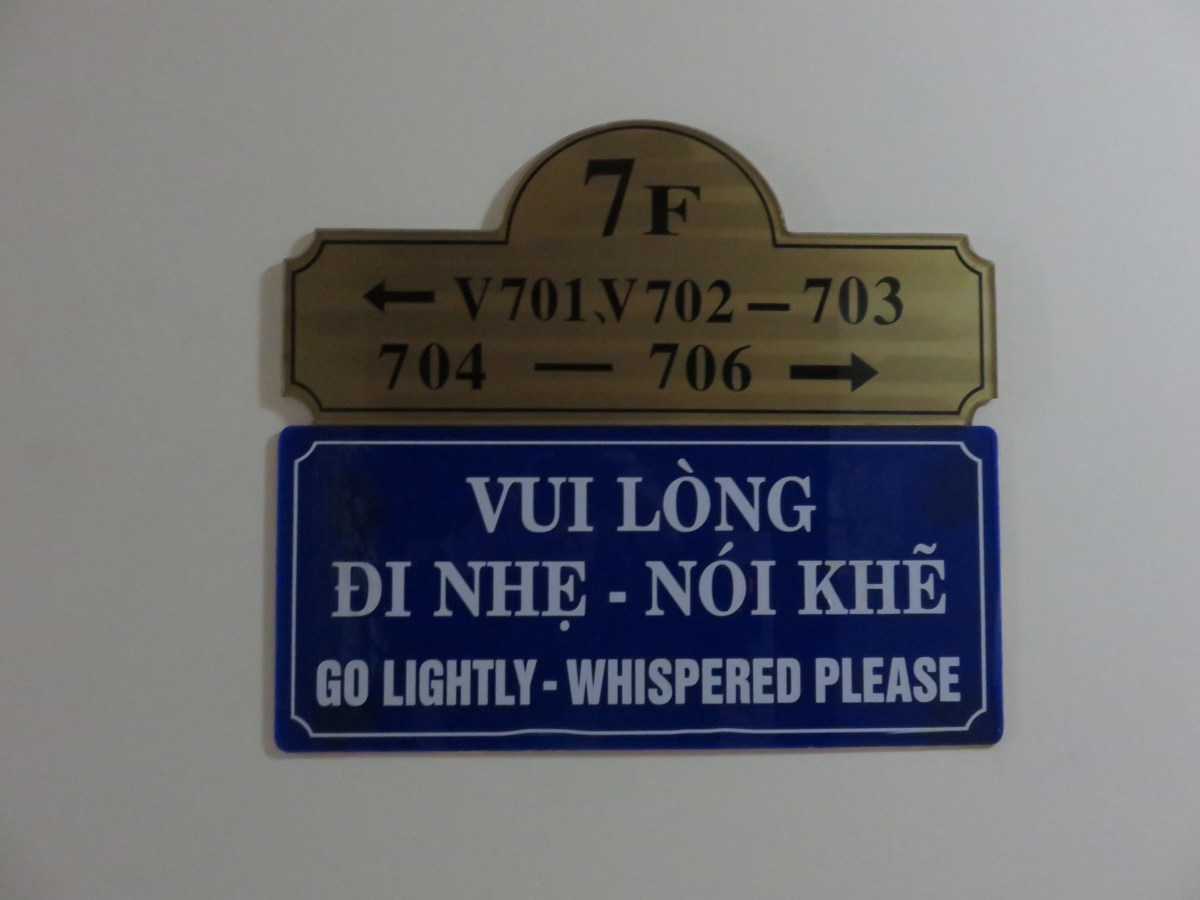 7F
← V701、V702 — 703
704 — 706 →
VUI LÒNG
ĐI NHẸ - NÓI KHẼ
GO LIGHTLY - WHISPERED PLEASE